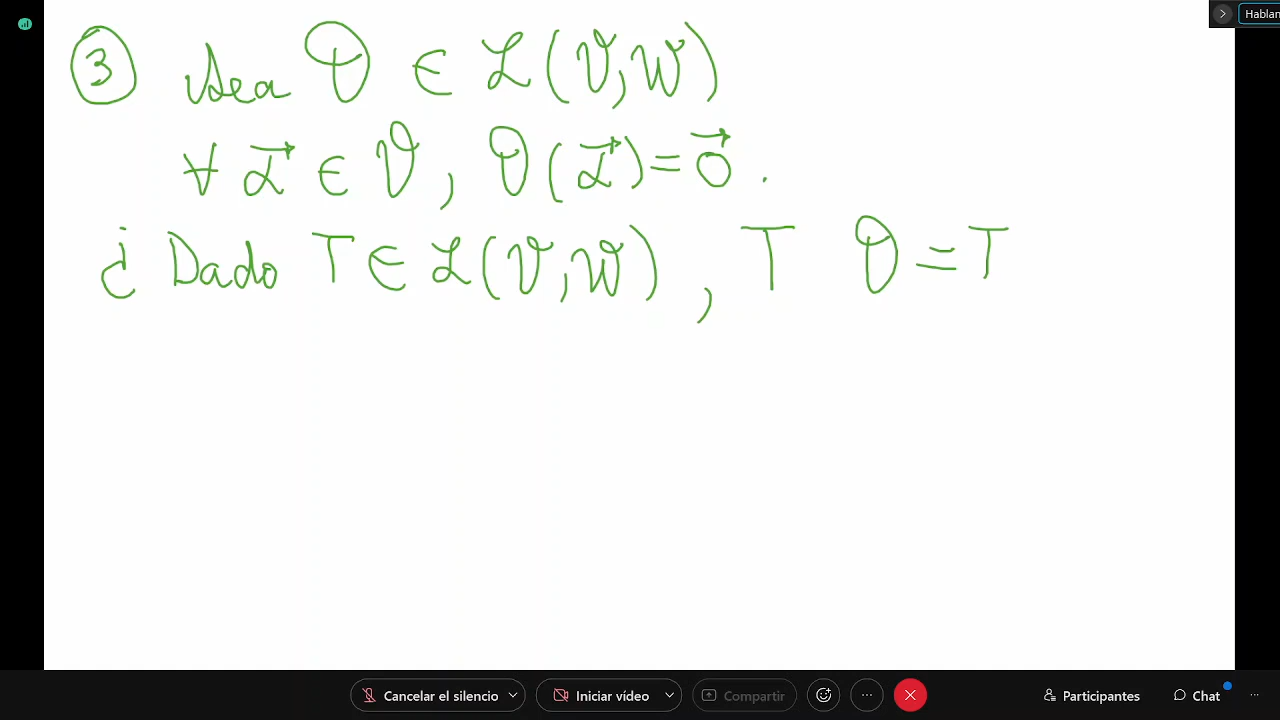 Hablan
③ Sea O ∈ L(V,W)
∀ α⃗ ∈ V, O(α⃗) = 0⃗.
¿ Dado T ∈ L(V,W), T O = T
Cancelar el silencio Iniciar vídeo Compartir ... Participantes Chat ...